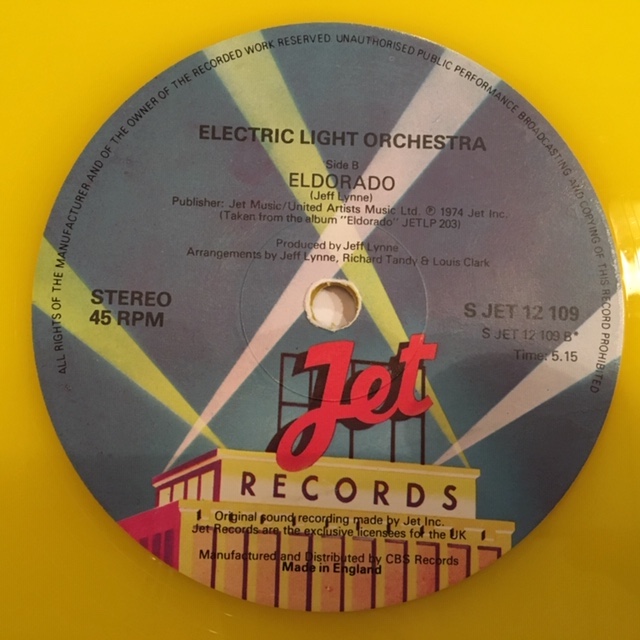 ALL RIGHTS OF THE MANUFACTURER AND OF THE OWNER OF THE RECORDED WORK RESERVED UNAUTHORISED PUBLIC PERFORMANCE BROADCASTING AND COPYING OF THIS RECORD PROHIBITED
ELECTRIC LIGHT ORCHESTRA
Side B
ELDORADO
(Jeff Lynne)
Publisher: Jet Music/United Artists Music Ltd. ℗ 1974 Jet Inc.
(Taken from the album "Eldorado" JETLP 203)
Produced by Jeff Lynne
Arrangements by Jeff Lynne, Richard Tandy & Louis Clark
STEREO
45 RPM
S JET 12 109
S JET 12 109 B*
Time: 5.15
Jet
RECORDS
Original sound recording made by Jet Inc.
Jet Records are the exclusive licensees for the UK
Manufactured and Distributed by CBS Records
Made in England